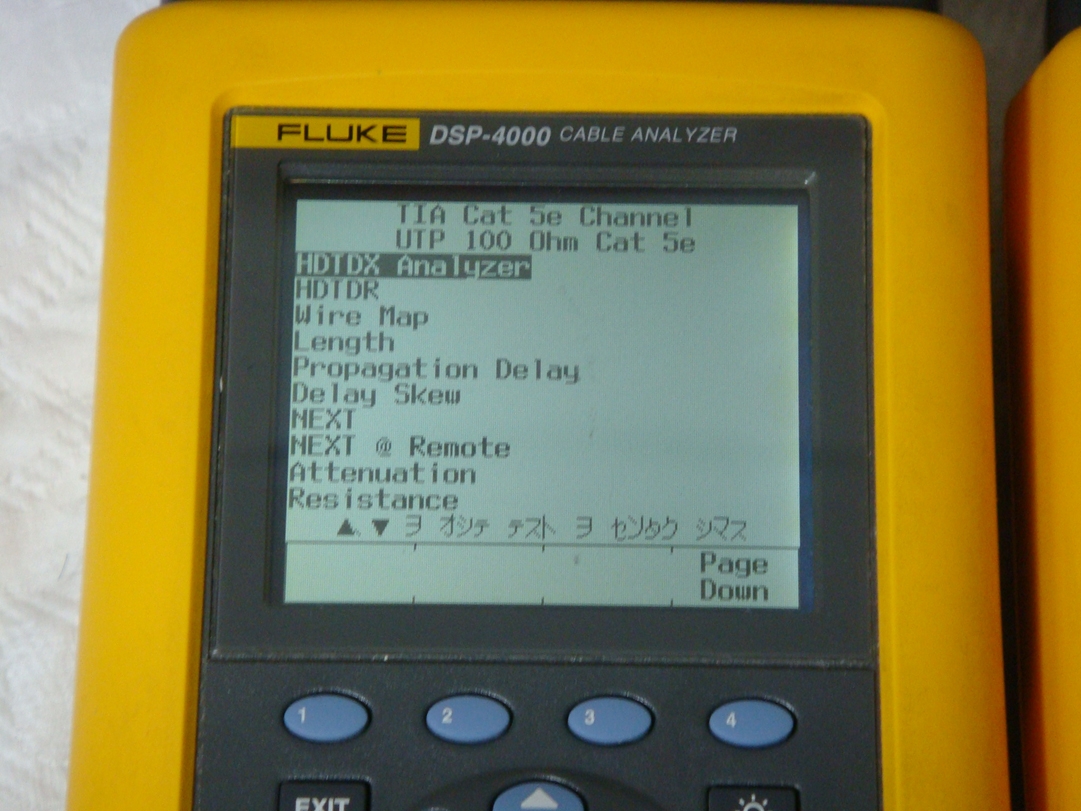 FLUKE DSP-4000 CABLE ANALYZER
TIA Cat 5e Channel
UTP 100 Ohm Cat 5e
HDTDX Analyzer
HDTDR
Wire Map
Length
Propagation Delay
Delay Skew
NEXT
NEXT @ Remote
Attenuation
Resistance
▲ ▼ ヲ オシテ テスト ヲ センタク シマス
Page
Down
1 2 3 4
EXIT